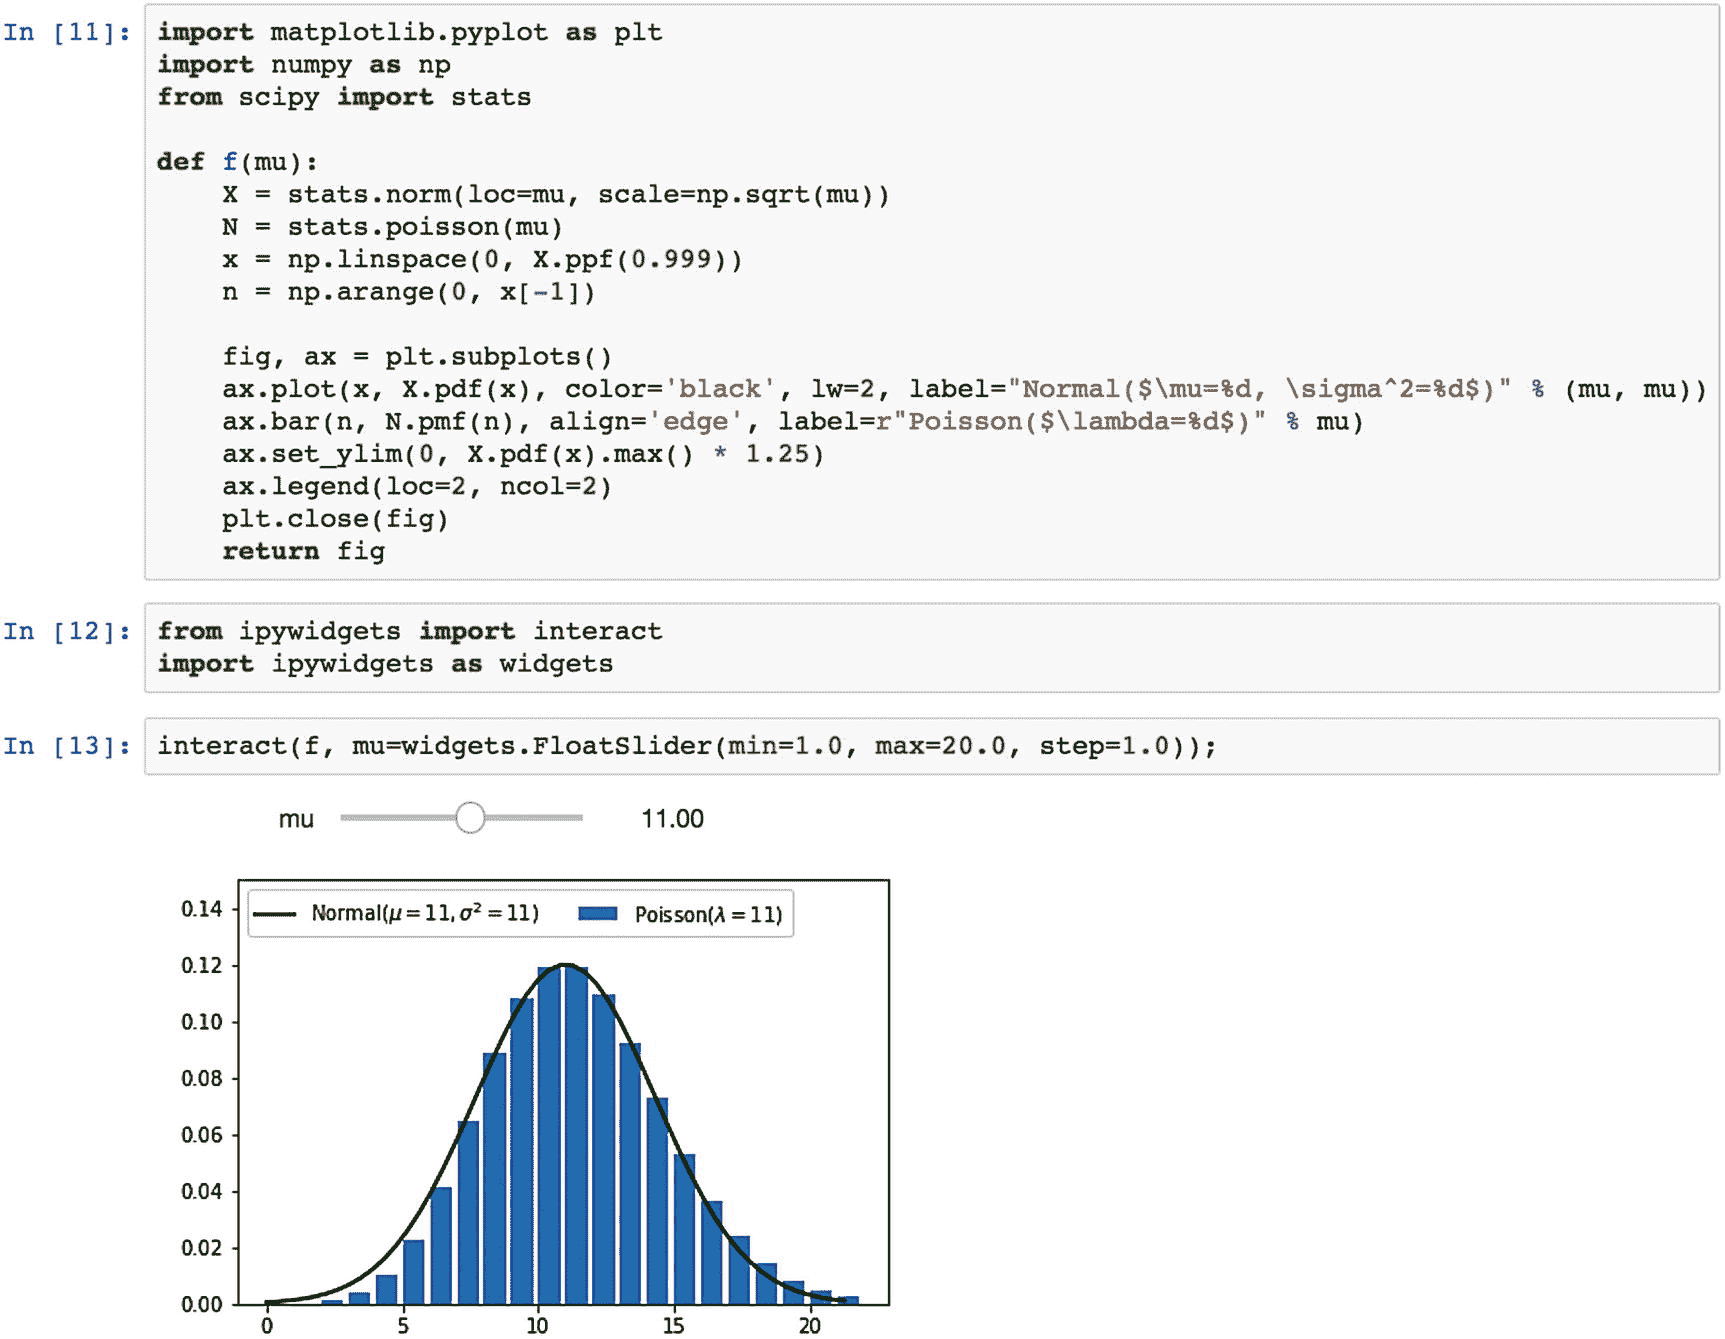 In [11]: import matplotlib.pyplot as plt
import numpy as np
from scipy import stats
def f(mu):
    X = stats.norm(loc=mu, scale=np.sqrt(mu))
    N = stats.poisson(mu)
    x = np.linspace(0, X.ppf(0.999))
    n = np.arange(0, x[-1])
    fig, ax = plt.subplots()
    ax.plot(x, X.pdf(x), color='black', lw=2, label="Normal($\mu=%d, \sigma^2=%d$)" % (mu, mu))
    ax.bar(n, N.pmf(n), align='edge', label=r"Poisson($\lambda=%d$)" % mu)
    ax.set_ylim(0, X.pdf(x).max() * 1.25)
    ax.legend(loc=2, ncol=2)
    plt.close(fig)
    return fig
In [12]: from ipywidgets import interact
import ipywidgets as widgets
In [13]: interact(f, mu=widgets.FloatSlider(min=1.0, max=20.0, step=1.0));
mu 11.00
Normal(μ = 11, σ² = 11) Poisson(λ = 11)
0.14
0.12
0.10
0.08
0.06
0.04
0.02
0.00
0 5 10 15 20